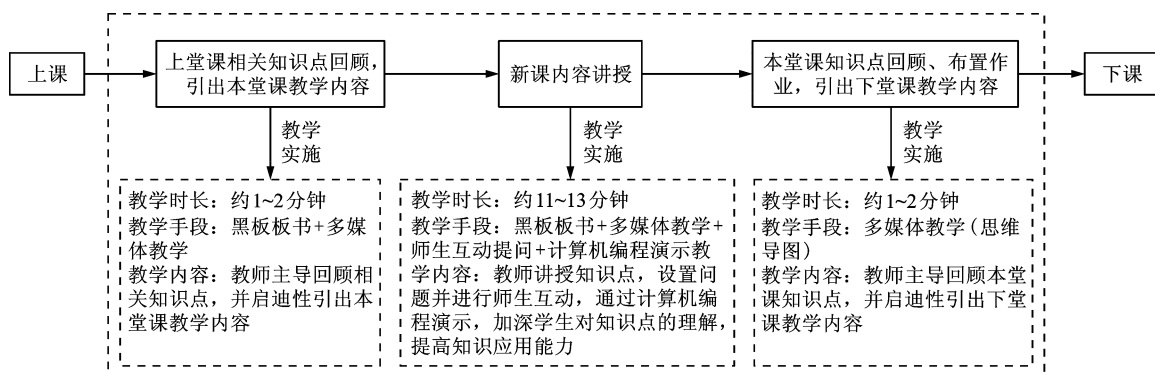 上课
上堂课相关知识点回顾，
引出本堂课教学内容
新课内容讲授
本堂课知识点回顾、布置作
业，引出下堂课教学内容
下课
教学
实施
教学
实施
教学
实施
教学时长：约1~2分钟
教学手段：黑板板书+多媒
体教学
教学内容：教师主导回顾相
关知识点，并启迪性引出本
堂课教学内容
教学时长：约11~13分钟
教学手段：黑板板书+多媒体教学+
师生互动提问+计算机编程演示教
学内容：教师讲授知识点，设置问
题并进行师生互动，通过计算机编
程演示，加深学生对知识点的理解，
提高知识应用能力
教学时长：约1~2分钟
教学手段：多媒体教学(思维
导图)
教学内容：教师主导回顾本堂
课知识点，并启迪性引出下堂
课教学内容